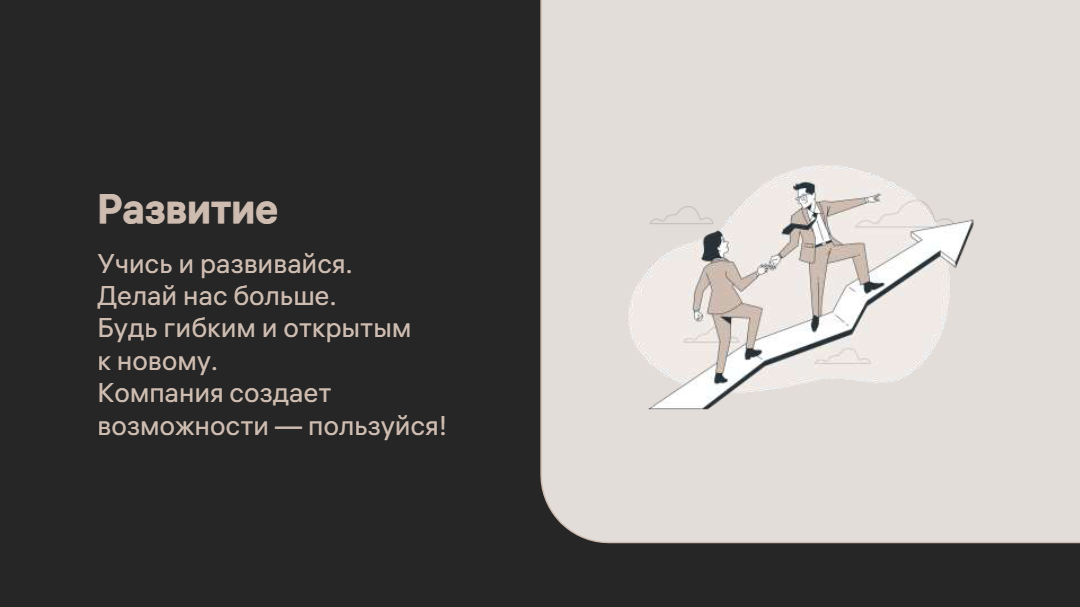 Развитие
Учись и развивайся.
Делай нас больше.
Будь гибким и открытым
к новому.
Компания создает
возможности — пользуйся!